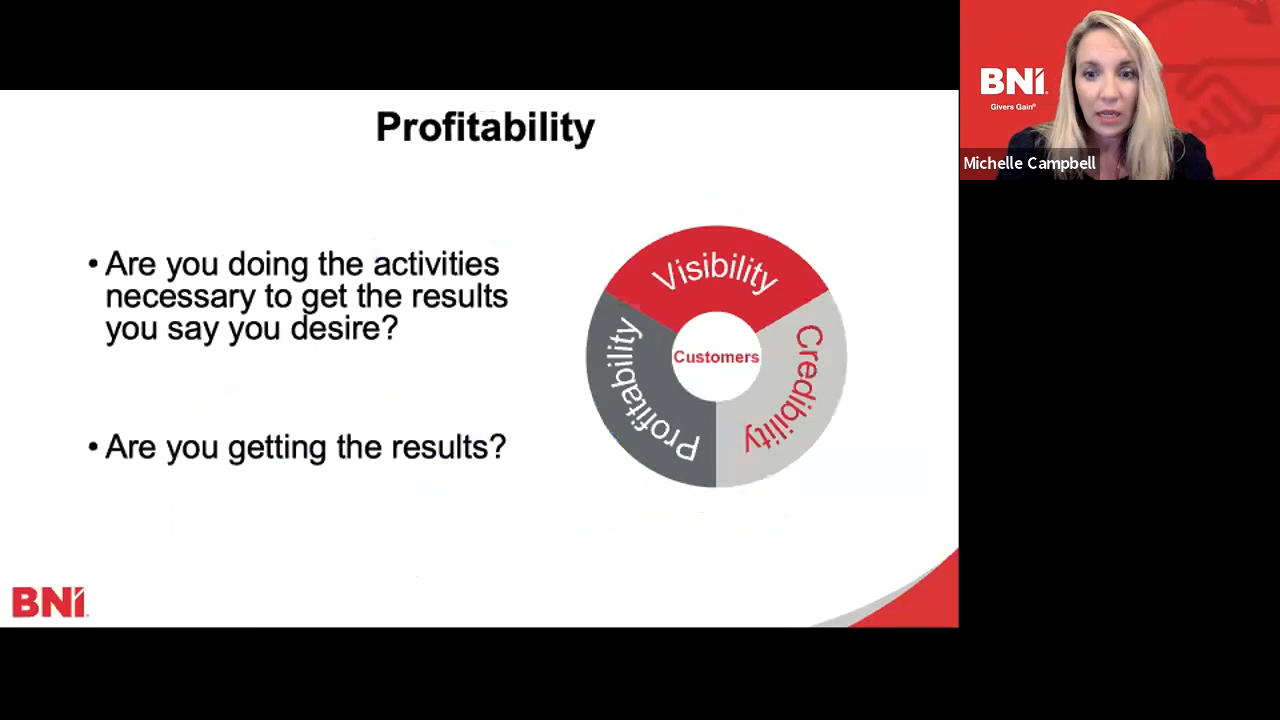 Profitability
• Are you doing the activities
necessary to get the results
you say you desire?
• Are you getting the results?
Visibility
Credibility
Profitability
Customers
BNI®
BNI®
Givers Gain®
Michelle Campbell